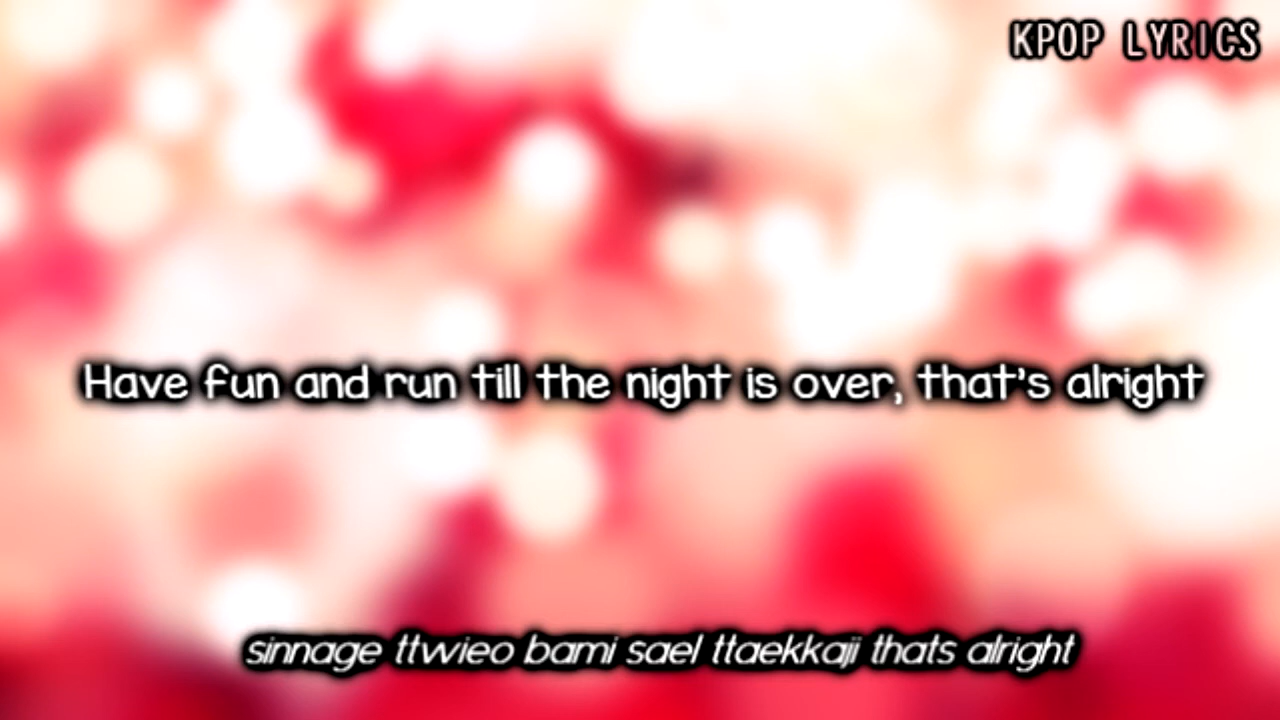 KPOP LYRICS
Have fun and run till the night is over, that's alright
sinnage ttwieo bami sael ttaekkaji thats alright